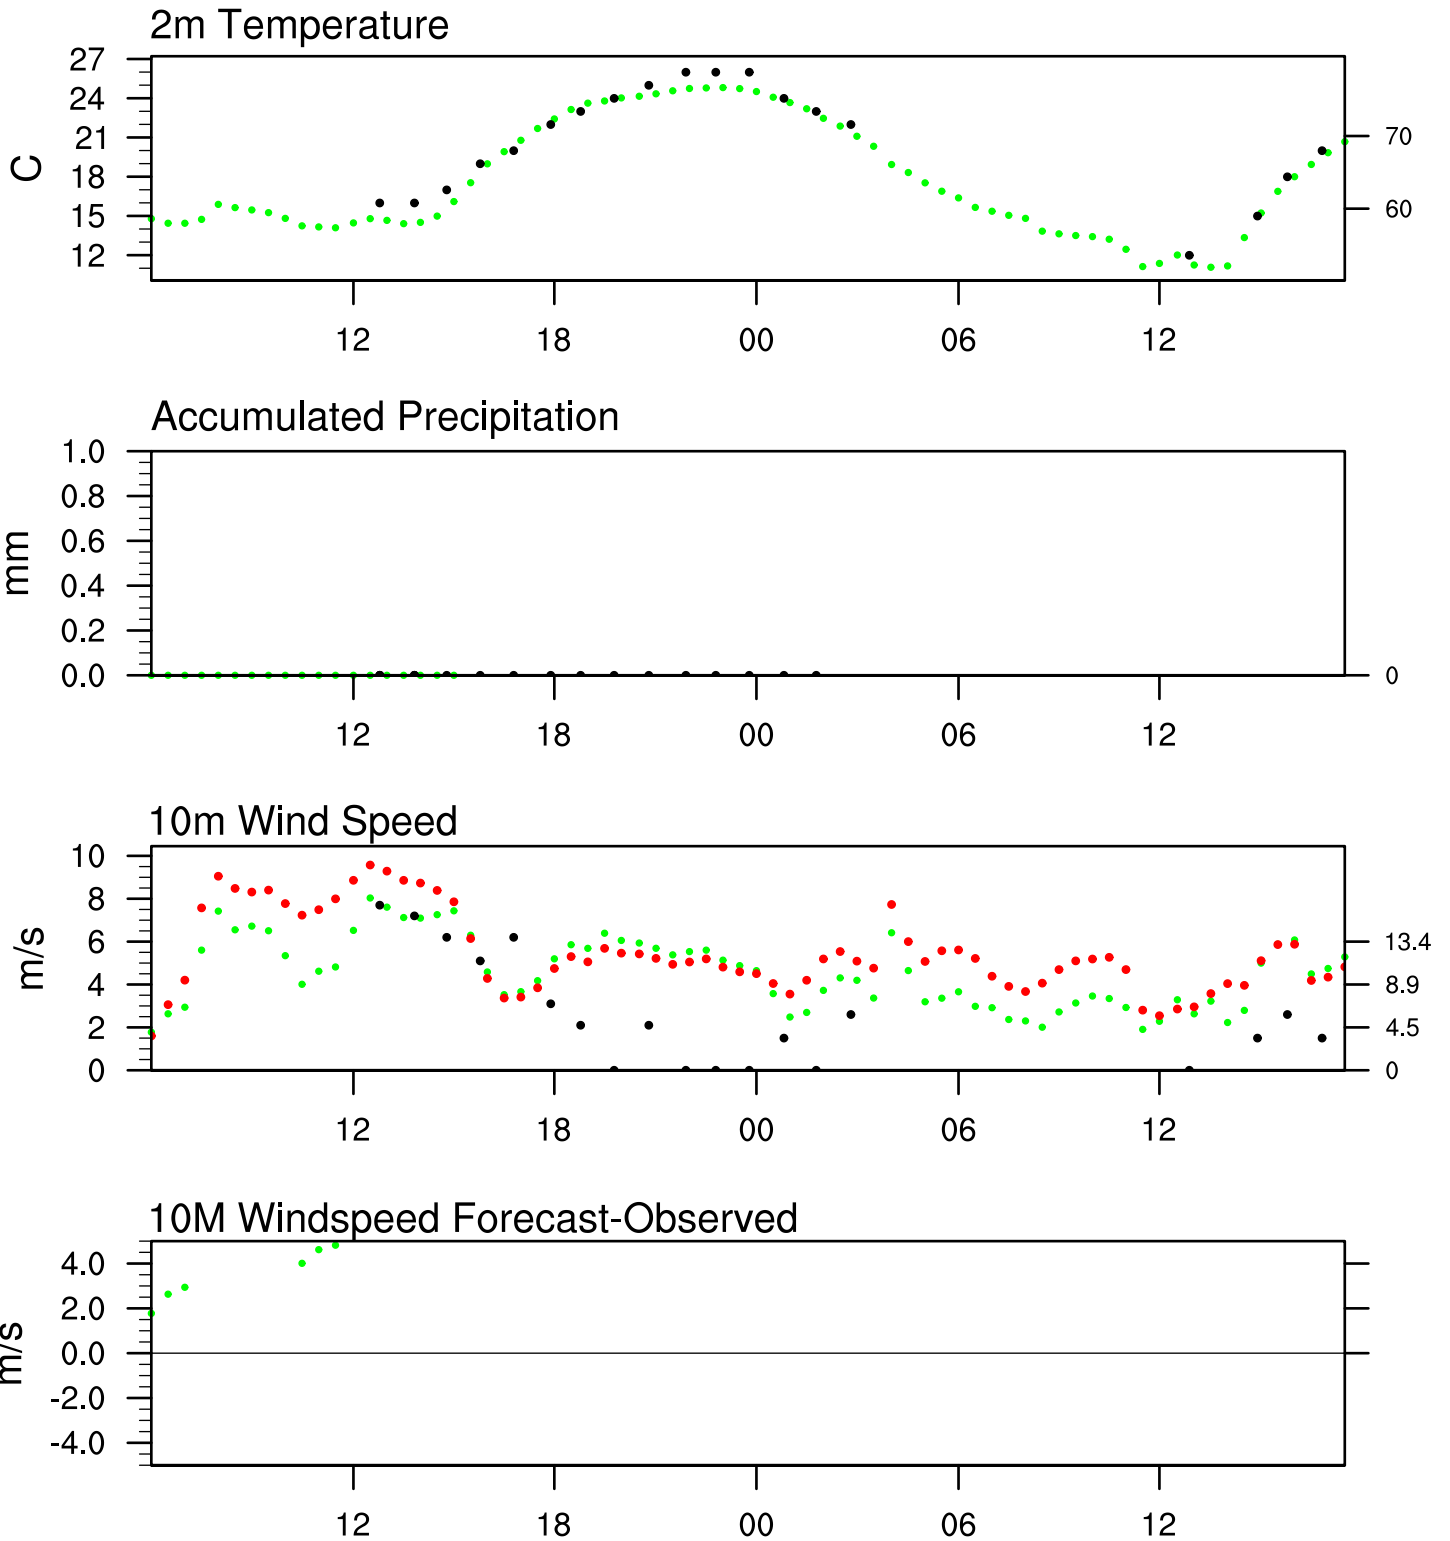 2m Temperature
27
24
21
18
15
12
C
70
60
12 18 00 06 12
Accumulated Precipitation
1.0
0.8
0.6
0.4
0.2
0.0
mm
0
12 18 00 06 12
10m Wind Speed
10
8
6
4
2
0
m/s
13.4
8.9
4.5
0
12 18 00 06 12
10M Windspeed Forecast-Observed
4.0
2.0
0.0
-2.0
-4.0
m/s
12 18 00 06 12